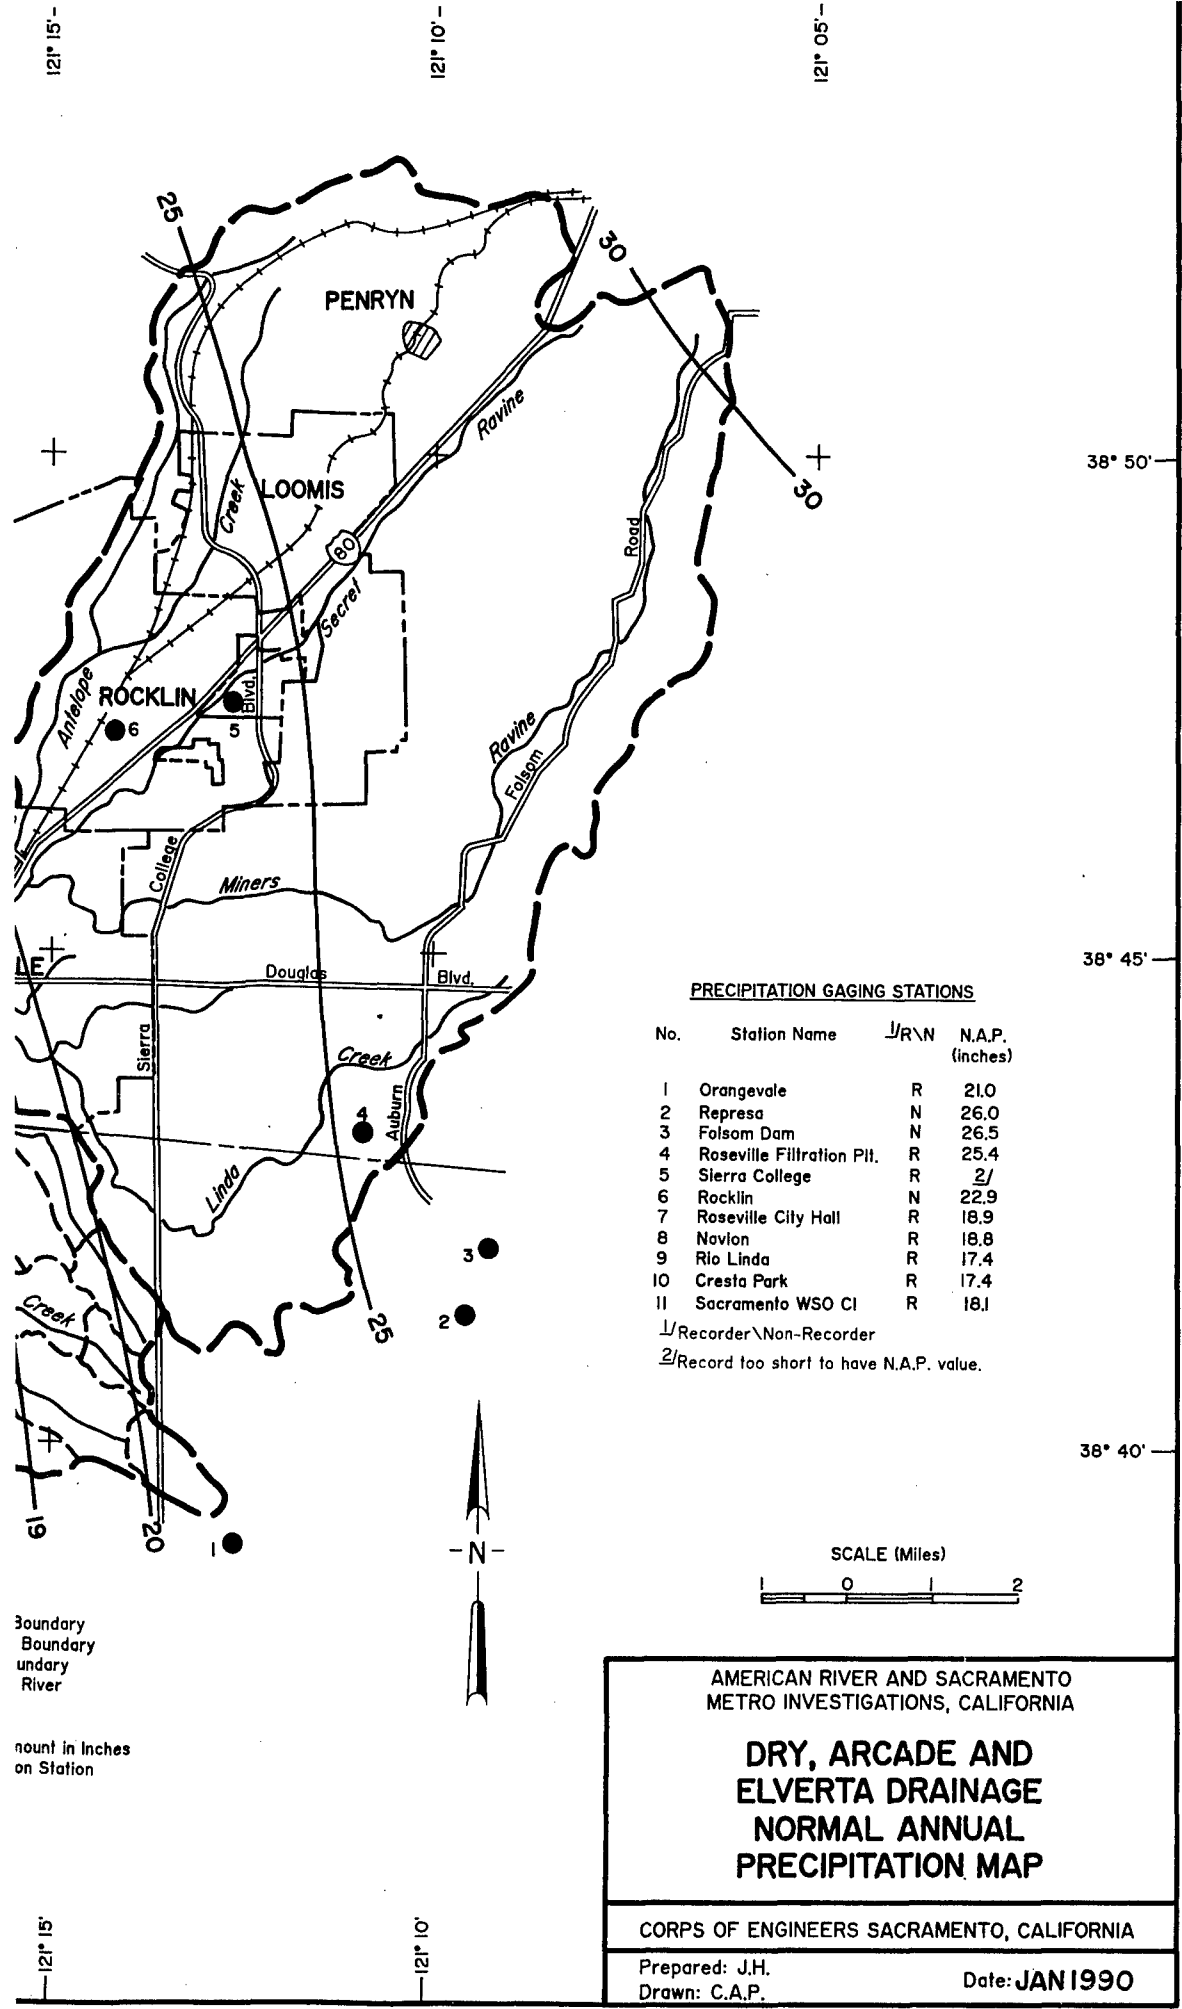 121° 15'
121° 10'
121° 05'
25
30
PENRYN
Ravine
38° 50'
LOOMIS
30
Creek
Road
80
Secret
Antelope
ROCKLIN
Blvd.
6
5
Ravine
Folsom
College
Miners
38° 45'
LE
Douglas Blvd.
PRECIPITATION GAGING STATIONS
No. Station Name 1/R\N N.A.P.
(inches)
1 Orangevale R 21.0
2 Represa N 26.0
3 Folsom Dam N 26.5
4 Roseville Filtration Plt. R 25.4
5 Sierra College R 2/
6 Rocklin N 22.9
7 Roseville City Hall R 18.9
8 Navion R 18.8
9 Rio Linda R 17.4
10 Cresta Park R 17.4
11 Sacramento WSO CI R 18.1
1/Recorder\Non-Recorder
2/Record too short to have N.A.P. value.
Sierra
Creek
Auburn
4
Linda
3
Creek
2
25
38° 40'
19
20
1
-N-
SCALE (Miles)
1 0 1 2
Boundary
Boundary
undary
River
nount in Inches
on Station
AMERICAN RIVER AND SACRAMENTO
METRO INVESTIGATIONS, CALIFORNIA
DRY, ARCADE AND
ELVERTA DRAINAGE
NORMAL ANNUAL
PRECIPITATION MAP
CORPS OF ENGINEERS SACRAMENTO, CALIFORNIA
Prepared: J.H.
Drawn: C.A.P.
Date: JAN 1990
121° 15'
121° 10'